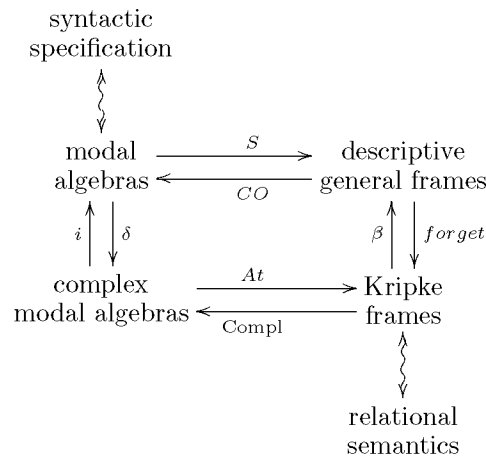 syntactic
specification
modal
algebras
S
CO
descriptive
general frames
i
δ
β
forget
complex
modal algebras
At
Compl
Kripke
frames
relational
semantics